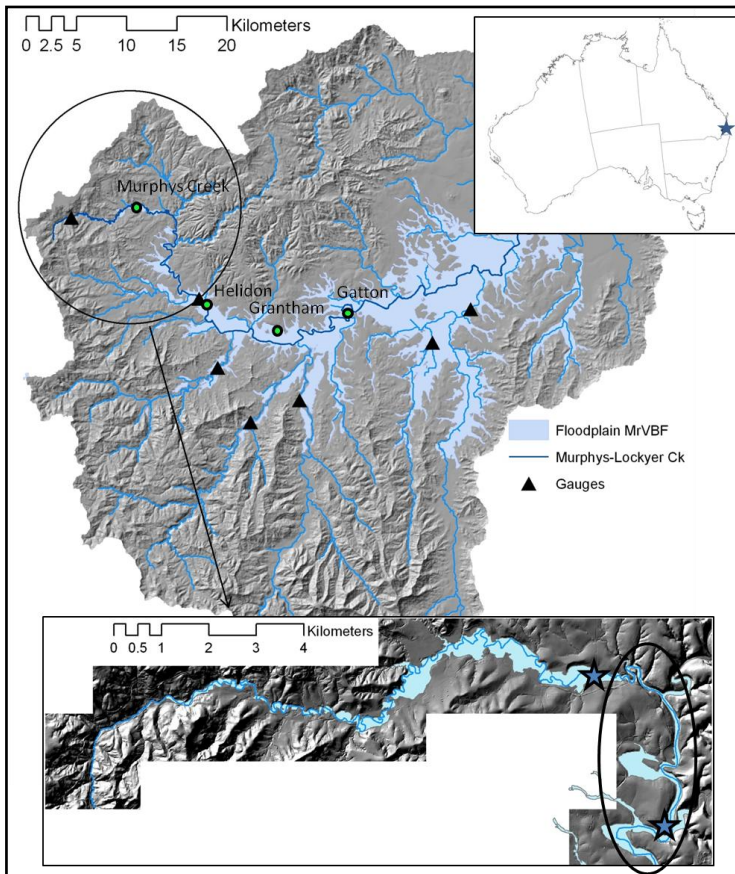 Kilometers
0 2.5 5 10 15 20
Murphys Creek
Helidon
Grantham
Gatton
Floodplain MrVBF
Murphys-Lockyer Ck
Gauges
Kilometers
0 0.5 1 2 3 4